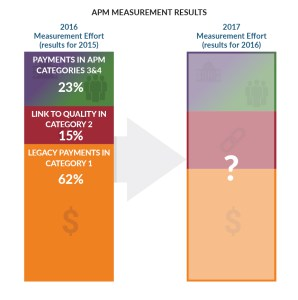 APM MEASUREMENT RESULTS
2016
Measurement Effort
(results for 2015)
PAYMENTS IN APM
CATEGORIES 3&4
23%
LINK TO QUALITY IN
CATEGORY 2
15%
LEGACY PAYMENTS IN
CATEGORY 1
62%
$
2017
Measurement Effort
(results for 2016)
?
$